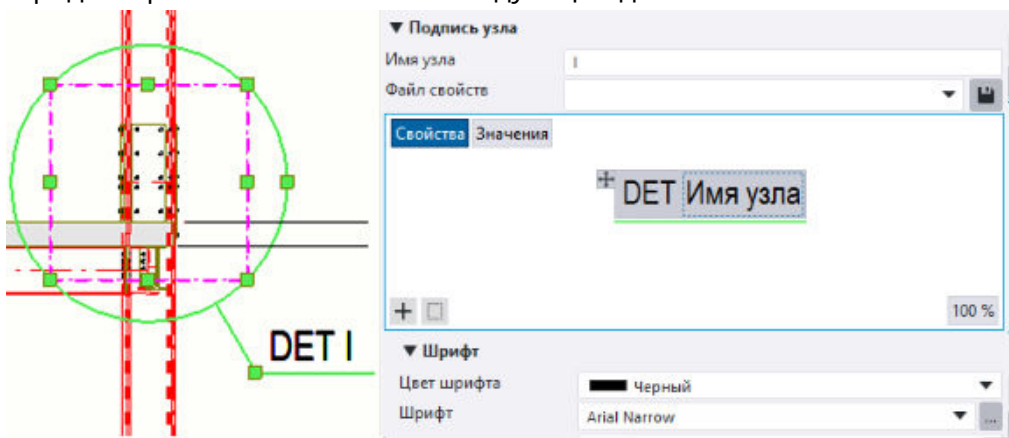 Подпись узла
Имя узла
I
Файл свойств
Свойства Значения
DET Имя узла
100 %
DET I
Шрифт
Цвет шрифта
Черный
Шрифт
Arial Narrow
...